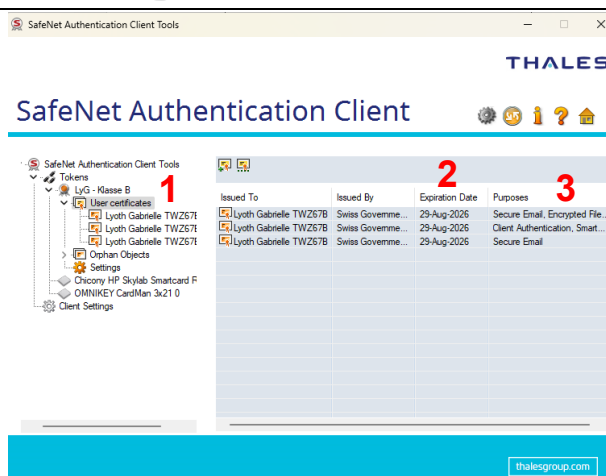 SafeNet Authentication Client Tools
THALES
SafeNet Authentication Client
SafeNet Authentication Client Tools
Tokens
LyG - Klasse B
User certificates
1
Lyoth Gabrielle TWZ67B
Lyoth Gabrielle TWZ67B
Lyoth Gabrielle TWZ67B
Orphan Objects
Settings
Chicony HP Skylab Smartcard R
OMNIKEY CardMan 3x21 0
Client Settings
2
3
Issued To Issued By Expiration Date Purposes
Lyoth Gabrielle TWZ67B Swiss Governme... 29-Aug-2026 Secure Email, Encrypted File...
Lyoth Gabrielle TWZ67B Swiss Governme... 29-Aug-2026 Client Authentication, Smart...
Lyoth Gabrielle TWZ67B Swiss Governme... 29-Aug-2026 Secure Email
thalesgroup.com